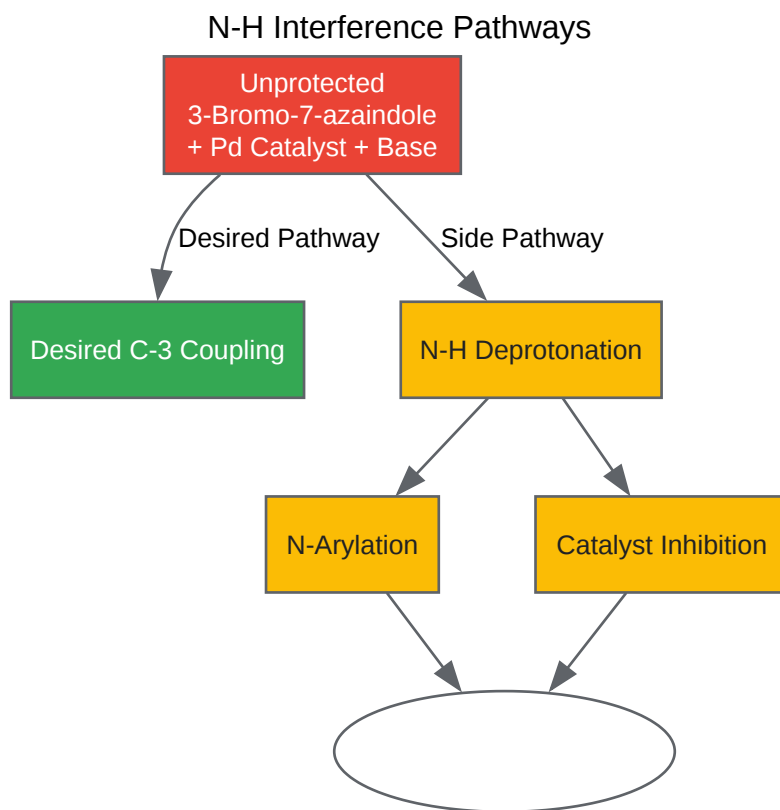 N-H Interference Pathways
Unprotected
3-Bromo-7-azaindole
+ Pd Catalyst + Base
Desired Pathway
Side Pathway
Desired C-3 Coupling
N-H Deprotonation
N-Arylation
Catalyst Inhibition